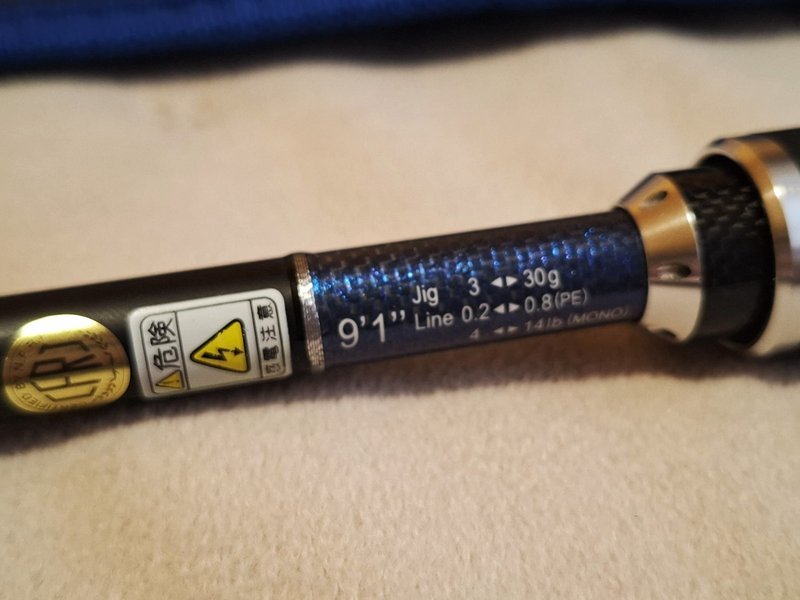 危険
感電注意
9'1"
Jig 3 ◄► 30g
Line 0.2 ◄► 0.8 (PE)
4 ◄► 14lb (MONO)